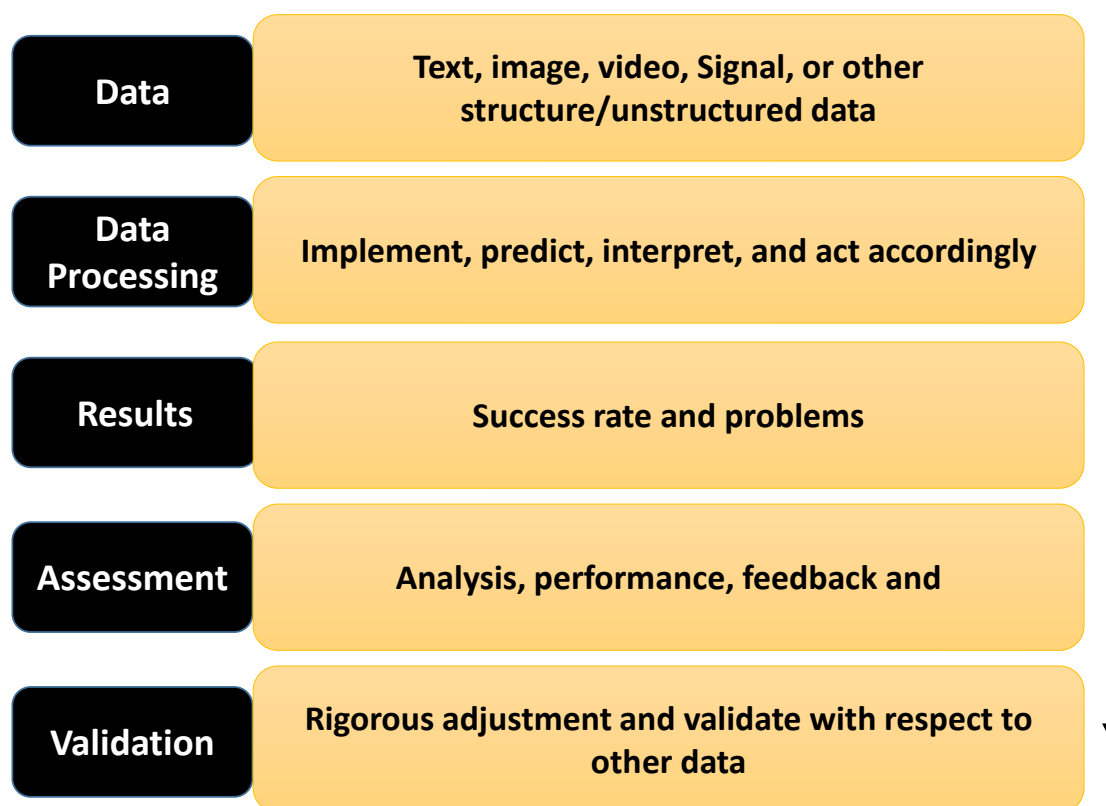 Data
Text, image, video, Signal, or other
structure/unstructured data
Data
Processing
Implement, predict, interpret, and act accordingly
Results
Success rate and problems
Assessment
Analysis, performance, feedback and
Validation
Rigorous adjustment and validate with respect to
other data